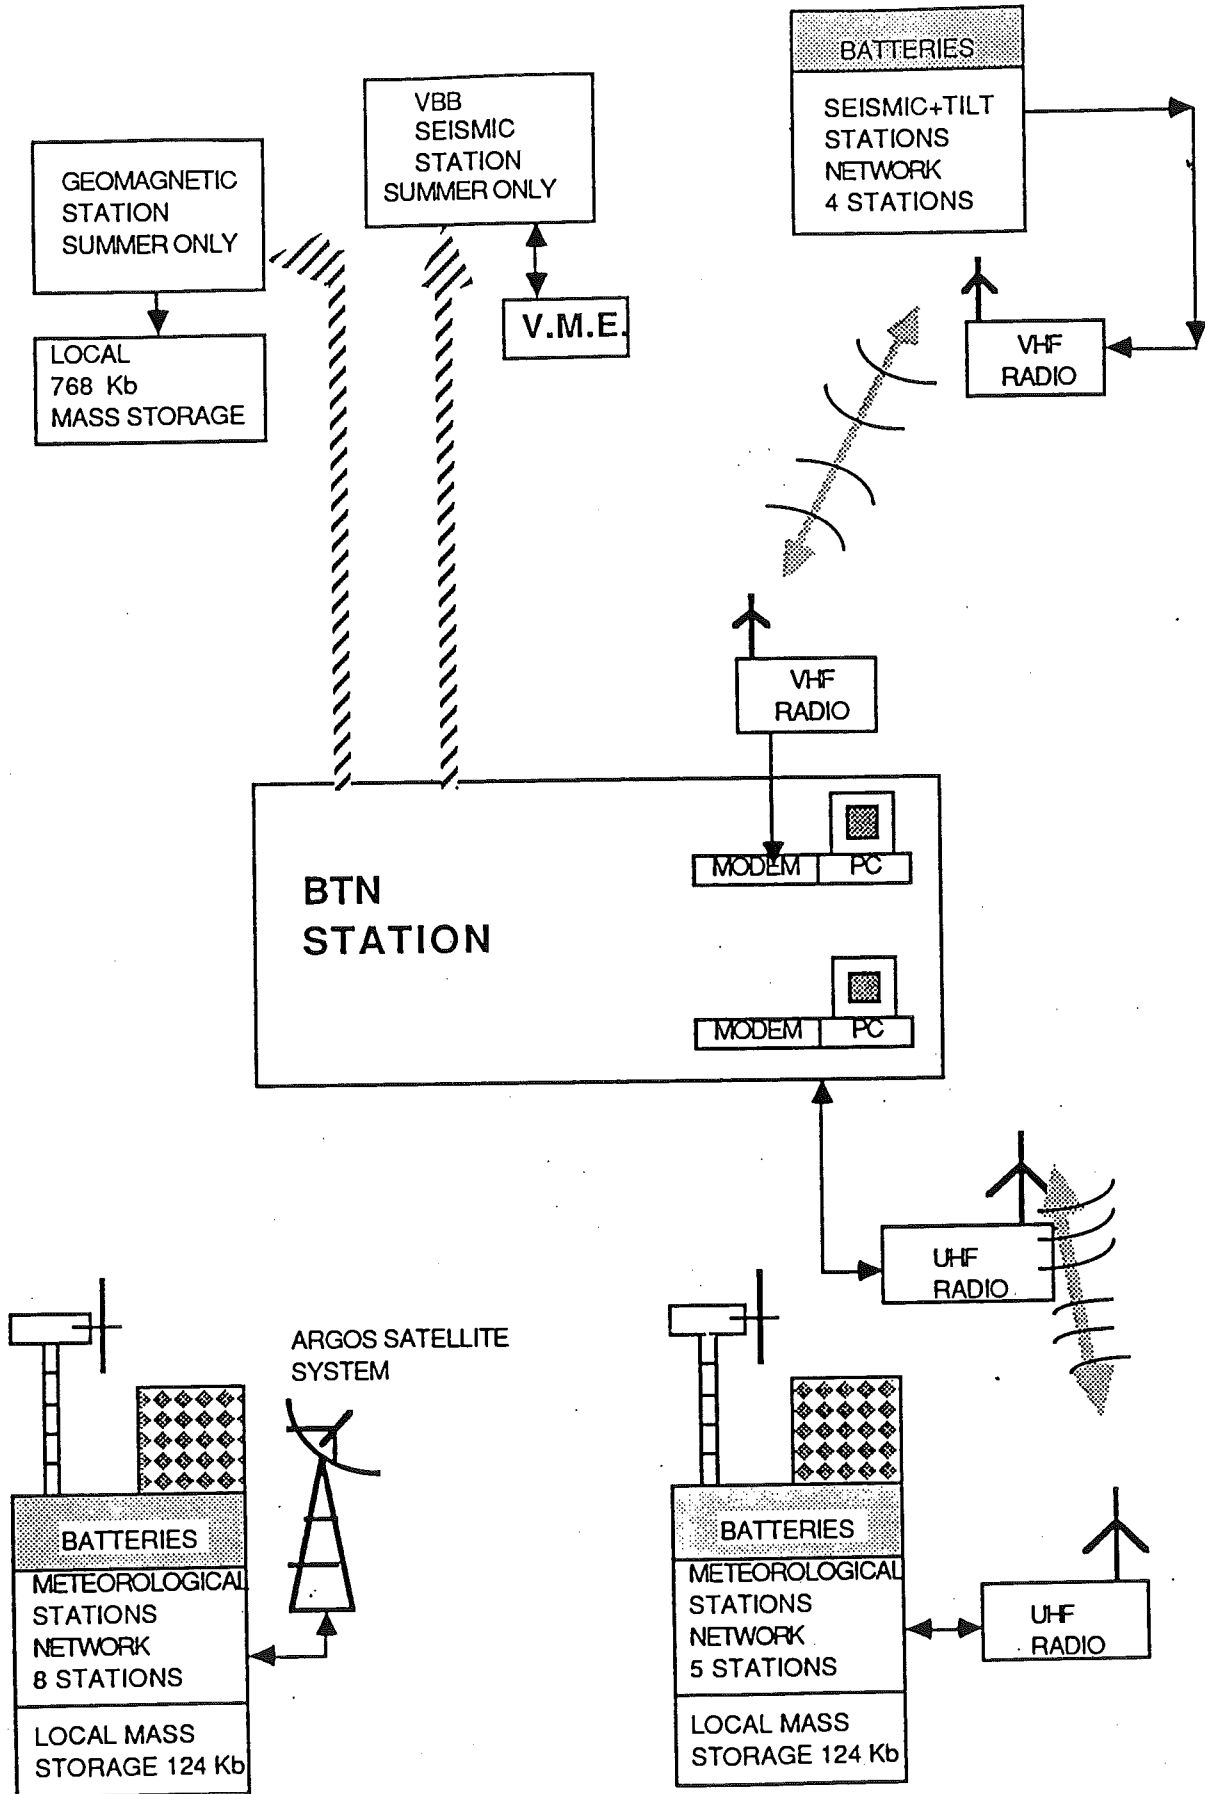 BATTERIES
SEISMIC+TILT
STATIONS
NETWORK
4 STATIONS
VBB
SEISMIC
STATION
SUMMER ONLY
GEOMAGNETIC
STATION
SUMMER ONLY
V.M.E.
LOCAL
768 Kb
MASS STORAGE
VHF
RADIO
VHF
RADIO
MODEM
PC
BTN
STATION
MODEM
PC
UHF
RADIO
ARGOS SATELLITE
SYSTEM
BATTERIES
METEOROLOGICAL
STATIONS
NETWORK
8 STATIONS
LOCAL MASS
STORAGE 124 Kb
BATTERIES
METEOROLOGICAL
STATIONS
NETWORK
5 STATIONS
LOCAL MASS
STORAGE 124 Kb
UHF
RADIO